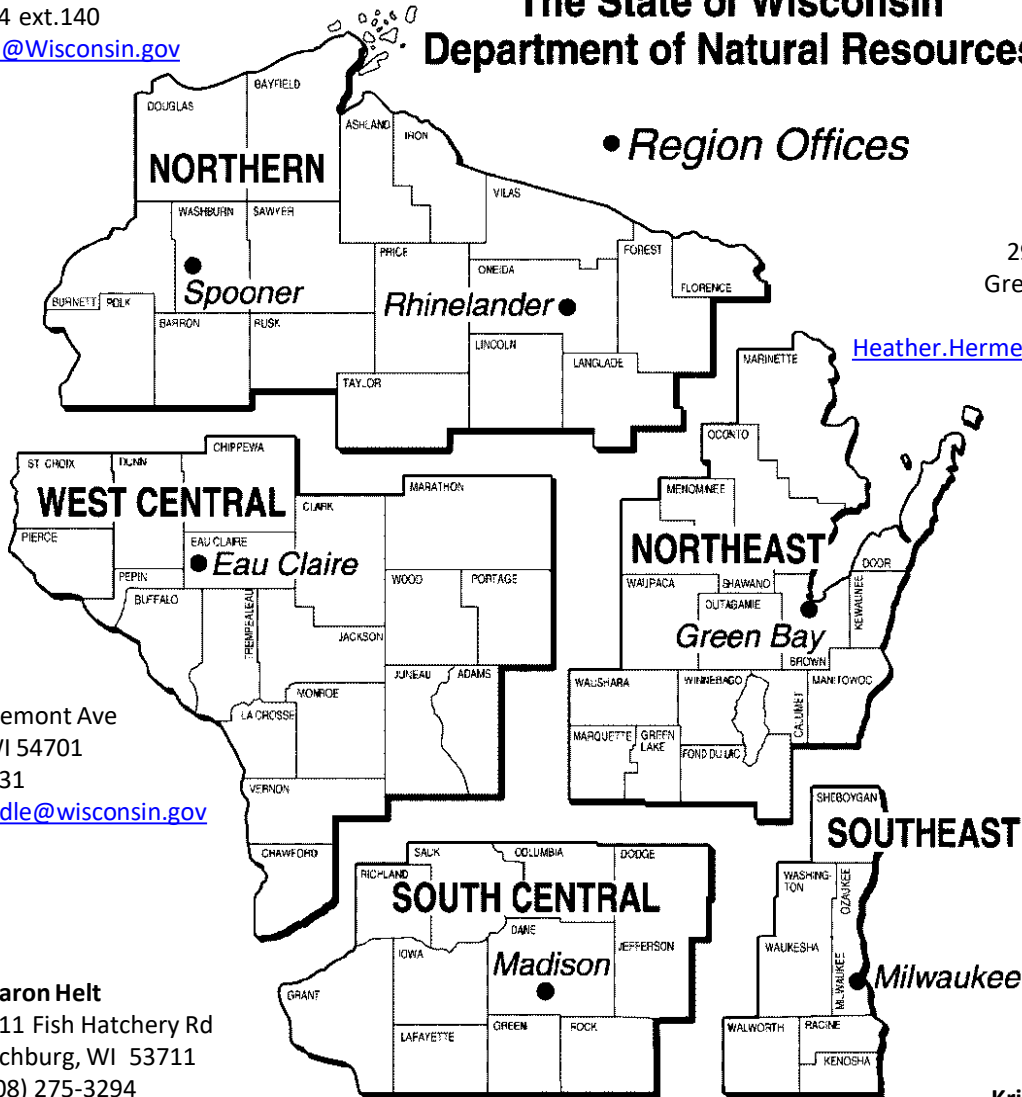 4 ext.140
@Wisconsin.gov
The State of Wisconsin
Department of Natural Resources
Region Offices
BAYFIELD
DOUGLAS
ASHLAND
IRON
NORTHERN
VILAS
WASHBURN
SAWYER
PRICE
FOREST
ONEIDA
FLORENCE
Spooner
Rhinelander
BURNETT
POLK
BARRON
RUSK
LINCOLN
LANGLADE
TAYLOR
29
Gre
Heather.Herme
MARINETTE
OCONTO
CHIPPEWA
ST CROIX
DUNN
WEST CENTRAL
MARATHON
CLARK
MENOMINEE
PIERCE
EAU CLAIRE
Eau Claire
NORTHEAST
DOOR
PEPIN
WOOD
PORTAGE
WAUPACA
SHAWANO
KEWAUNEE
BUFFALO
TREMPEALEAU
OUTAGAMIE
JACKSON
Green Bay
BROWN
JUNEAU
ADAMS
WAUSHARA
WINNEBAGO
MANITOWOC
MONROE
LA CROSSE
CALUMET
MARQUETTE
GREEN
LAKE
FOND DU LAC
emont Ave
WI 54701
31
dle@wisconsin.gov
VERNON
CRAWFORD
SHEBOYGAN
SOUTHEAST
SAUK
COLUMBIA
DODGE
RICHLAND
SOUTH CENTRAL
WASHING-
TON
OZAUKEE
DANE
IOWA
JEFFERSON
WAUKESHA
Madison
MILWAUKEE
Milwaukee
GRANT
LAFAYETTE
GREEN
ROCK
WALWORTH
RACINE
KENOSHA
aron Helt
11 Fish Hatchery Rd
chburg, WI 53711
08) 275-3294
Kri